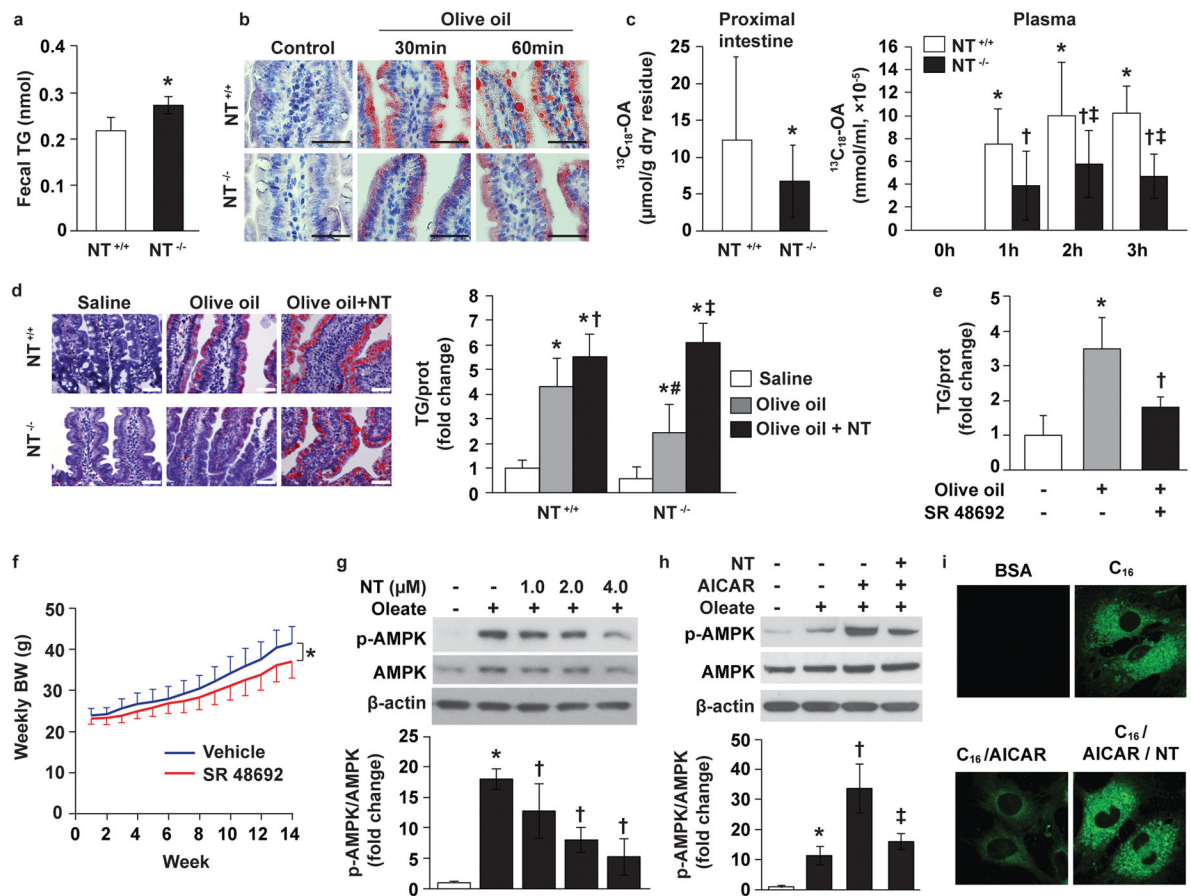 a
Fecal TG (nmol)
0.4
0.3
0.2
0.1
0
*
NT +/+
NT -/-
b
Olive oil
Control
30min
60min
NT+/+
NT-/-
c
Proximal
intestine
13C18-OA
(μmol/g dry residue)
25
20
15
10
5
0
*
NT +/+
NT -/-
Plasma
NT+/+
NT-/-
13C18-OA
(mmol/ml, ×10-5)
16
14
12
10
8
6
4
2
0
*
†
*
†‡
*
†‡
0h
1h
2h
3h
d
Saline
Olive oil
Olive oil+NT
NT+/+
NT-/-
TG/prot
(fold change)
8
7
6
5
4
3
2
1
0
*
*†
*#
*‡
NT +/+
NT -/-
Saline
Olive oil
Olive oil + NT
e
TG/prot
(fold change)
5
4
3
2
1
0
*
†
Olive oil - + +
SR 48692 - - +
f
Weekly BW (g)
50
40
30
20
10
0
*
Vehicle
SR 48692
0 2 4 6 8 10 12 14
Week
g
NT (μM) - - 1.0 2.0 4.0
Oleate - + + + +
p-AMPK
AMPK
β-actin
p-AMPK/AMPK
(fold change)
25
20
15
10
5
0
*
†
†
†
h
NT - - - +
AICAR - - + +
Oleate - + + +
p-AMPK
AMPK
β-actin
p-AMPK/AMPK
(fold change)
50
40
30
20
10
0
*
†
‡
i
BSA
C16
C16/AICAR
C16/
AICAR / NT